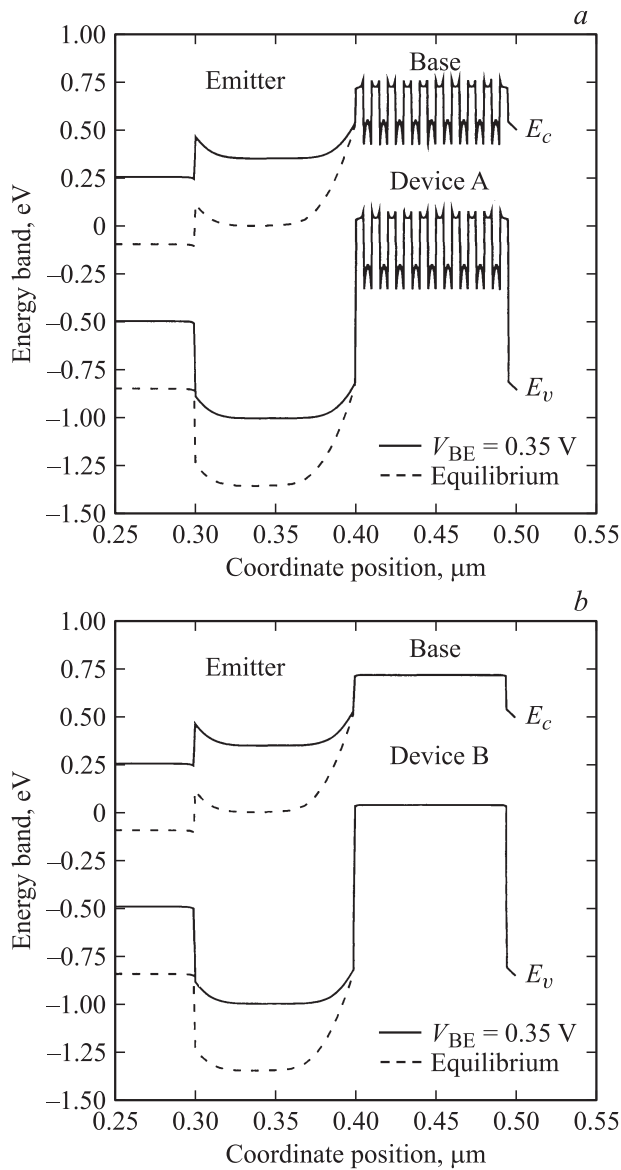 a
1.00
Base
0.75
Emitter
0.50
E_c
0.25
Device A
0
–0.25
–0.50
–0.75
E_v
–1.00
V_BE = 0.35 V
–1.25
Equilibrium
–1.50
0.25 0.30 0.35 0.40 0.45 0.50 0.55
Coordinate position, μm
Energy band, eV
b
1.00
Base
Emitter
0.75
0.50
E_c
Device B
0.25
0
–0.25
–0.50
–0.75
E_v
–1.00
V_BE = 0.35 V
–1.25
Equilibrium
–1.50
0.25 0.30 0.35 0.40 0.45 0.50 0.55
Coordinate position, μm
Energy band, eV